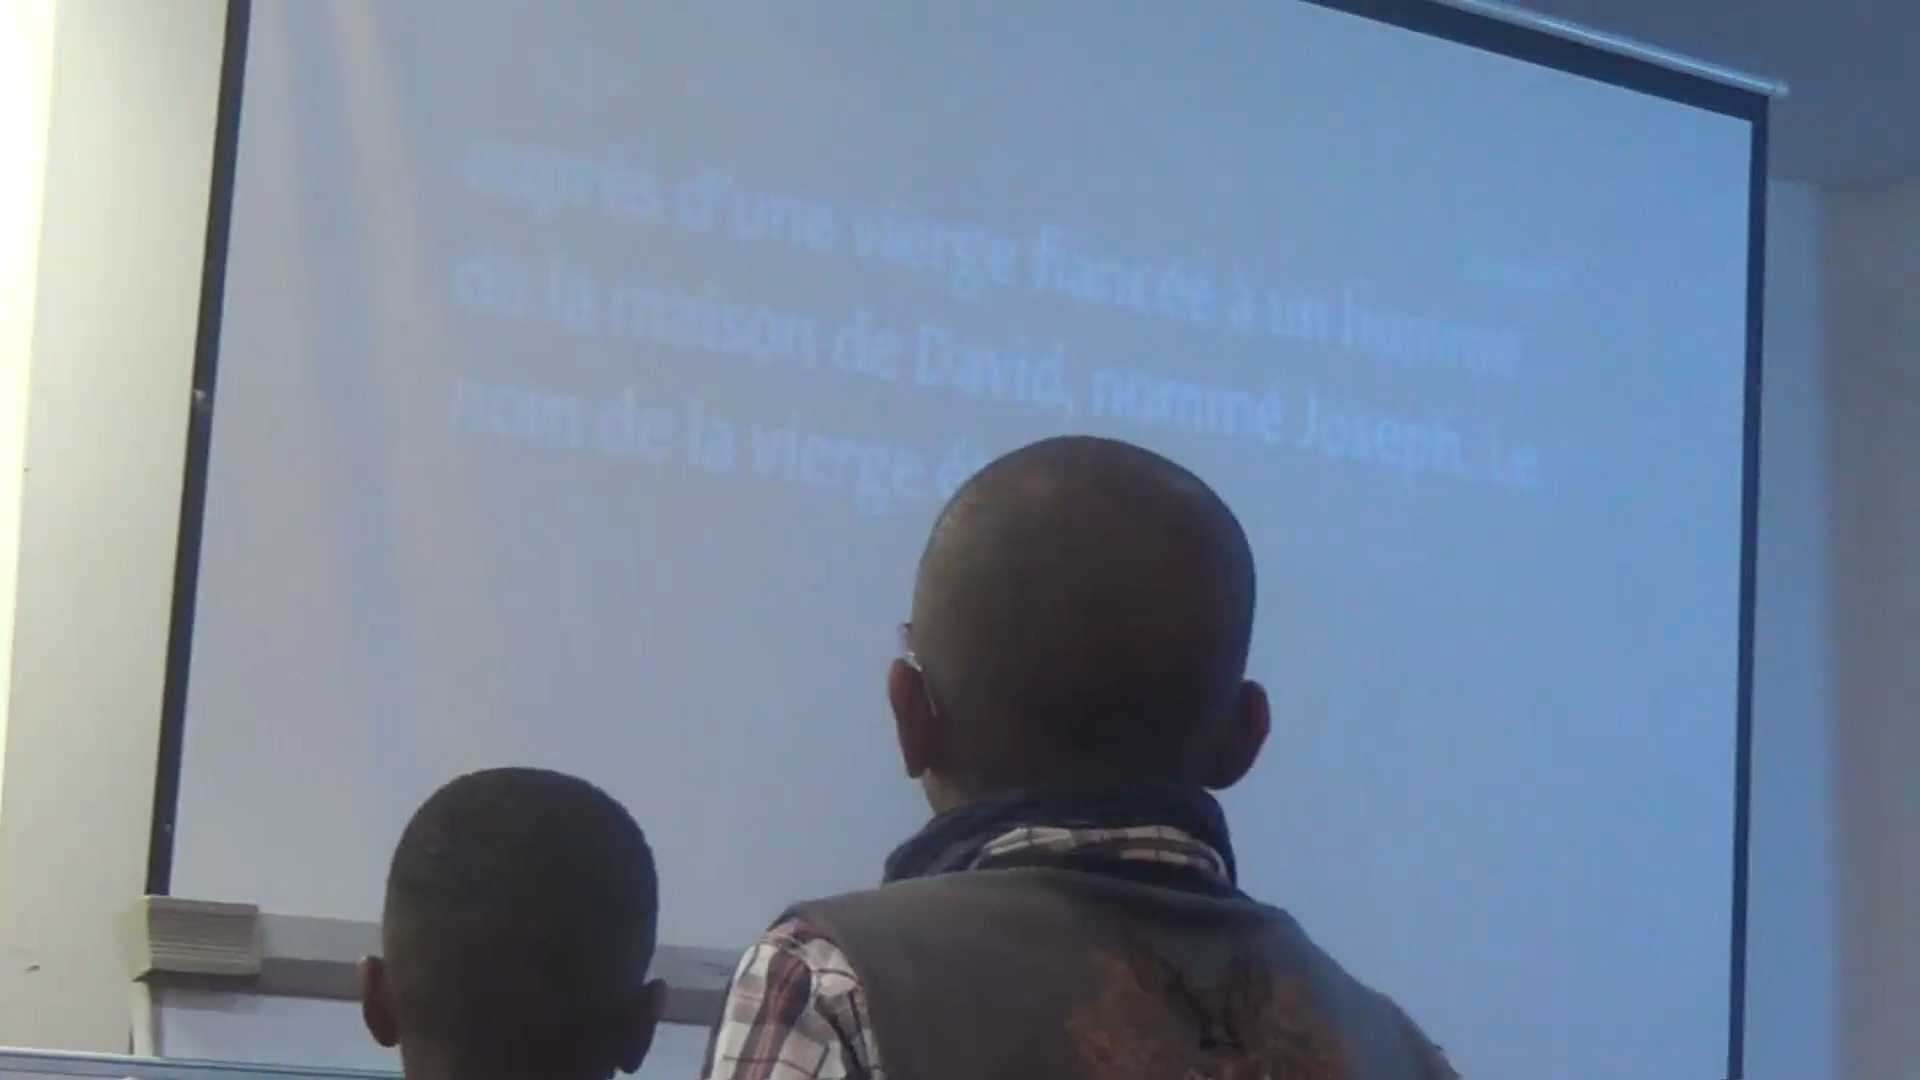 auprès d'une vierge fiancée à un homme
de la maison de David, nommé Joseph. Le
nom de la vierge